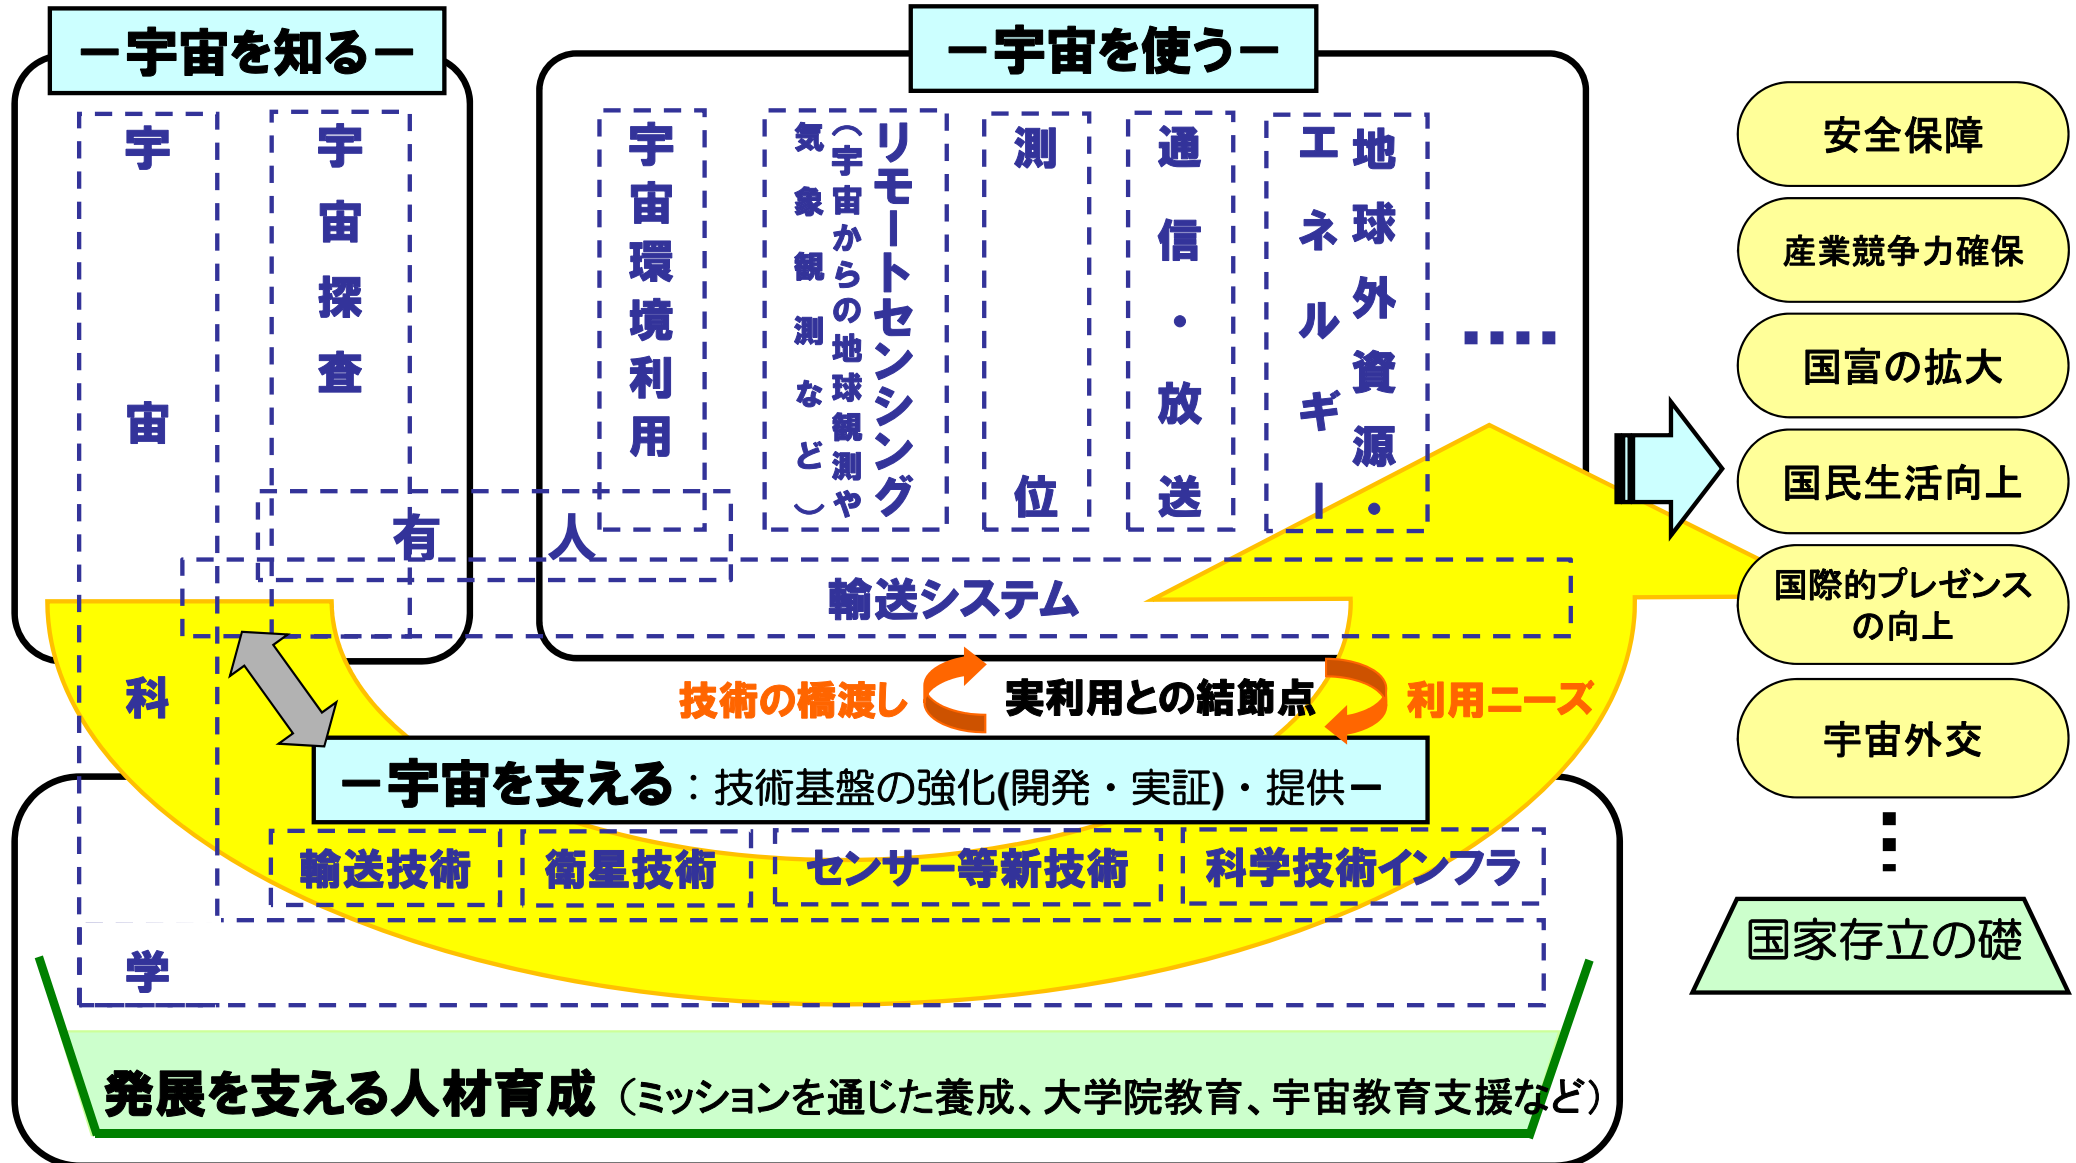 －宇宙を知る－
宇宙科学
宇宙探査
－宇宙を使う－
宇宙環境利用
リモートセンシング
（宇宙からの地球観測や
気象観測など）
測位
通信・放送
地球外資源・
エネルギー
････
有人
輸送システム
技術の橋渡し
実利用との結節点
利用ニーズ
－宇宙を支える：技術基盤の強化(開発・実証)・提供－
輸送技術
衛星技術
センサー等新技術
科学技術インフラ
発展を支える人材育成（ミッションを通じた養成、大学院教育、宇宙教育支援など）
安全保障
産業競争力確保
国富の拡大
国民生活向上
国際的プレゼンス
の向上
宇宙外交
国家存立の礎